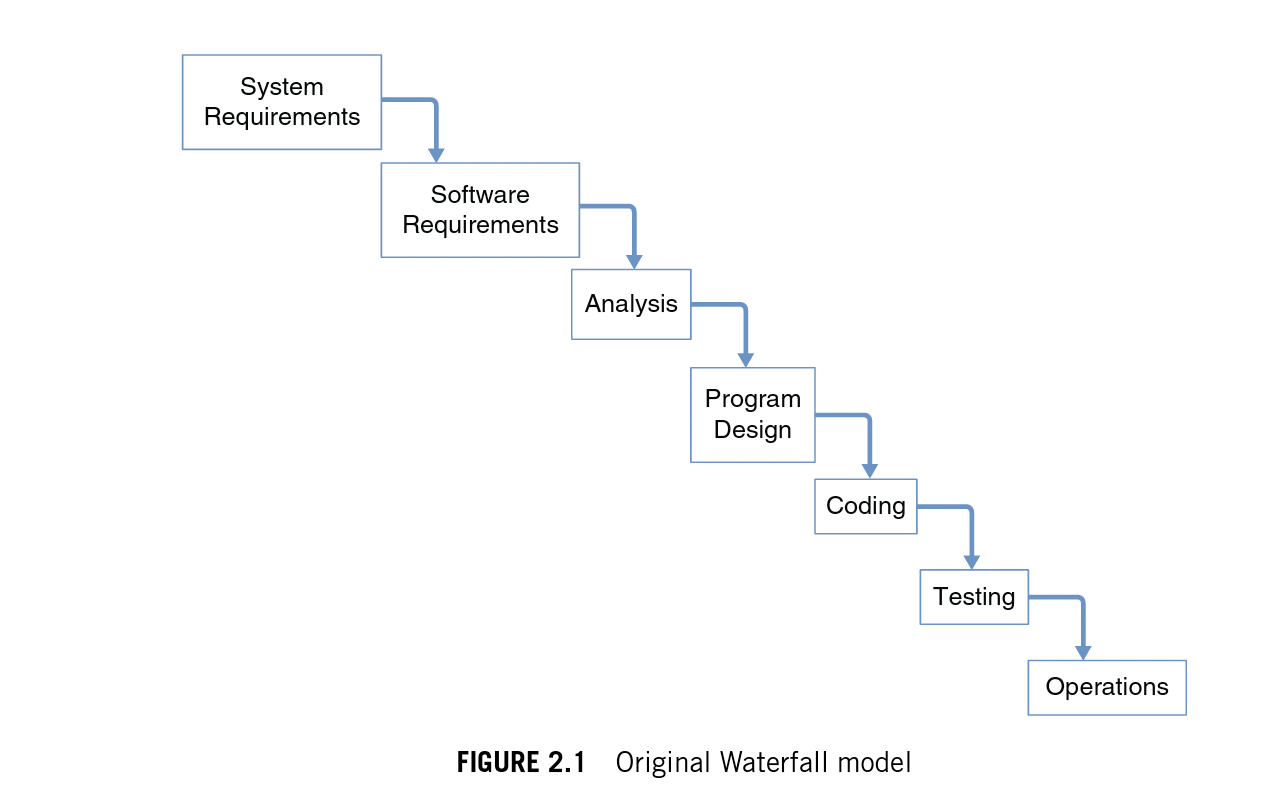 System
Requirements
Software
Requirements
Analysis
Program
Design
Coding
Testing
Operations
FIGURE 2.1 Original Waterfall model